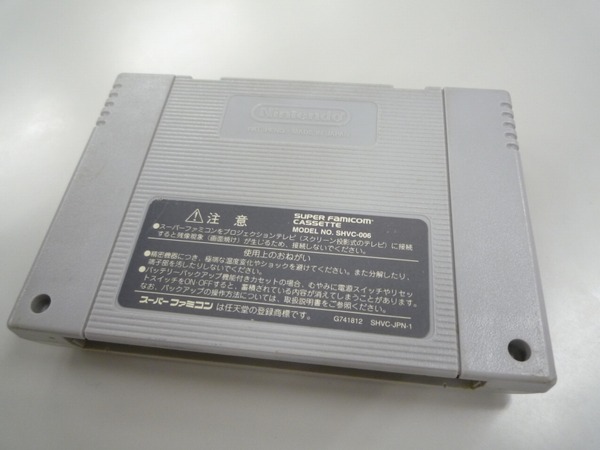 Nintendo
⚠注意
SUPER FAMICOM
CASSETTE
MODEL NO. SHVC-006
●スーパーファミコンをプロジェクションテレビ(スクリーン投影式のテレビ)に接続
すると残像現象(画面焼け)が生じるため、接続しないでください。
使用上のおねがい
●精密機器につき、極端な温度変化やショックを避けてください。また分解したり、
端子部を汚したりしないでください。
●バッテリーバックアップ機能付きカセットの場合、むやみに電源スイッチやリセッ
トスイッチをON-OFFすると、蓄積されている内容が消えてしまうことがあります。
なお、バックアップの操作方法については、取扱説明書をご参照ください。
スーパーファミコンは任天堂の登録商標です。
G741812 SHVC-JPN-1